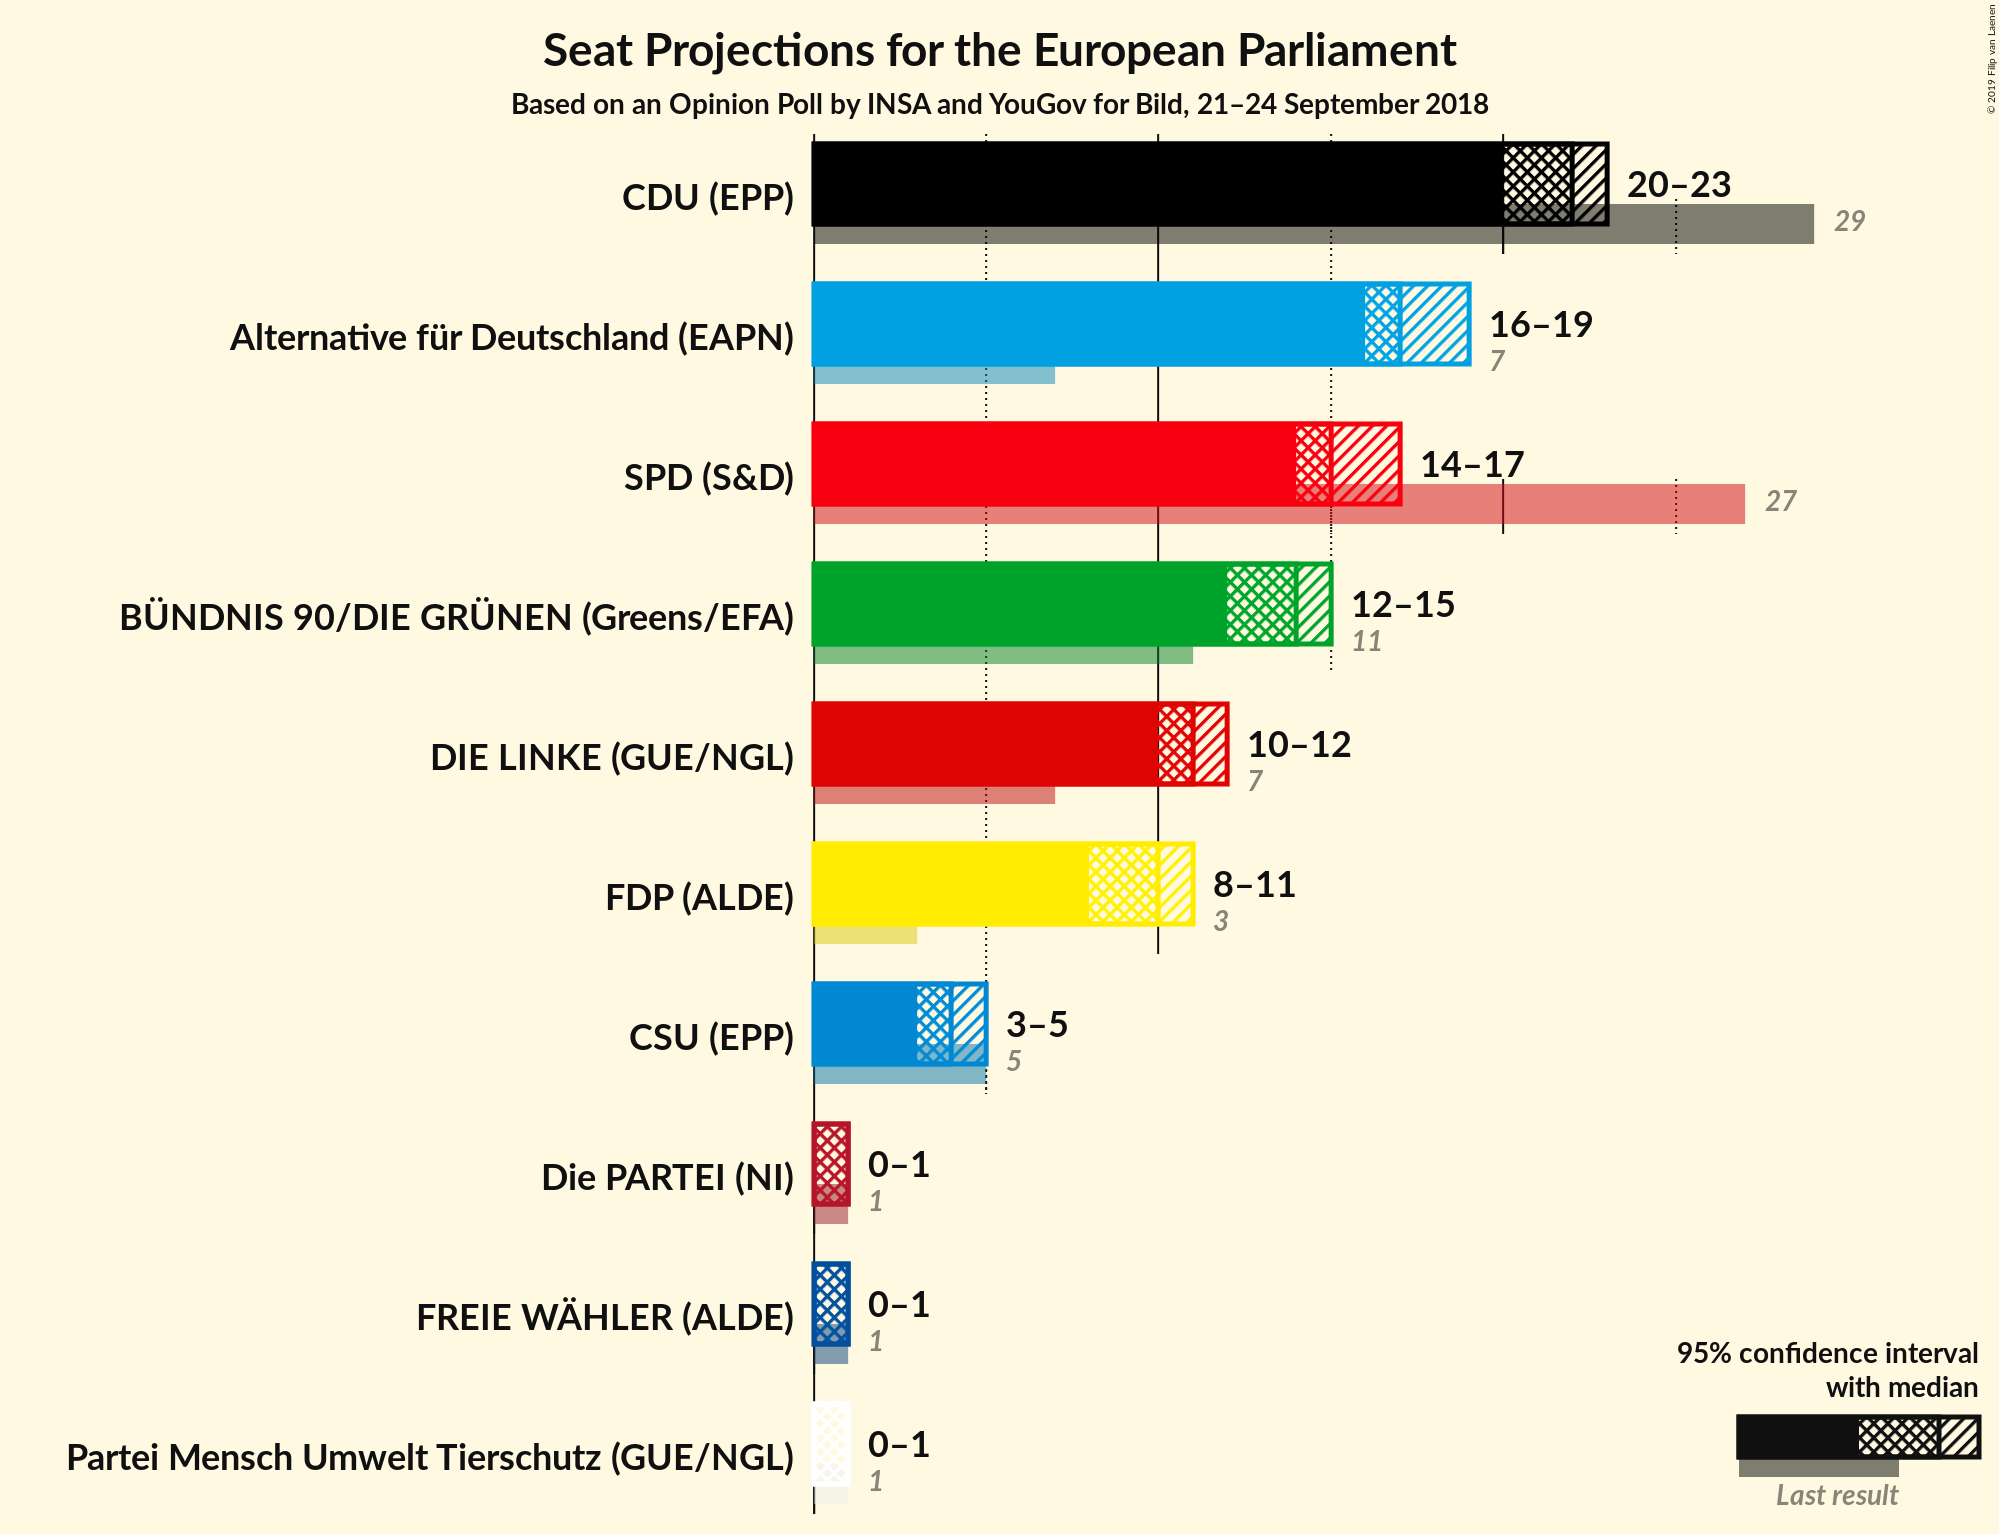 Seat Projections for the European Parliament
Based on an Opinion Poll by INSA and YouGov for Bild, 21–24 September 2018
© 2019 Filip van Laenen
CDU (EPP)
20–23
29
Alternative für Deutschland (EAPN)
16–19
7
SPD (S&D)
14–17
27
BÜNDNIS 90/DIE GRÜNEN (Greens/EFA)
12–15
11
DIE LINKE (GUE/NGL)
10–12
7
FDP (ALDE)
8–11
3
CSU (EPP)
3–5
5
Die PARTEI (NI)
0–1
1
FREIE WÄHLER (ALDE)
0–1
1
Partei Mensch Umwelt Tierschutz (GUE/NGL)
0–1
1
95% confidence interval
with median
Last result